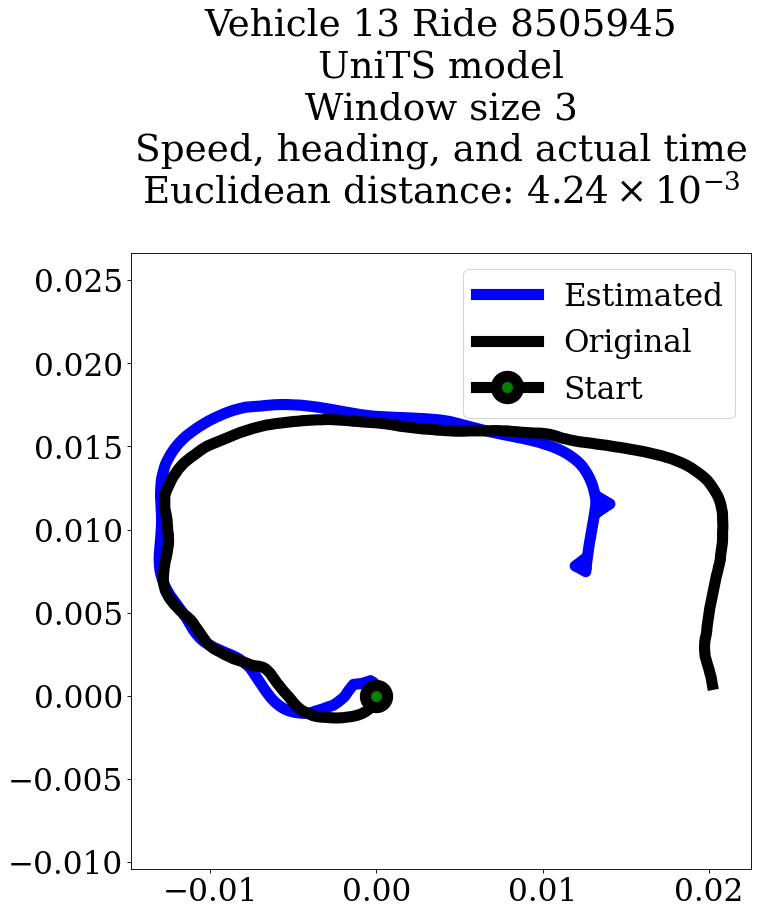 Vehicle 13 Ride 8505945
UniTS model
Window size 3
Speed, heading, and actual time
Euclidean distance: 4.24 × 10⁻³
Estimated
Original
Start
0.025
0.020
0.015
0.010
0.005
0.000
−0.005
−0.010
−0.01 0.00 0.01 0.02